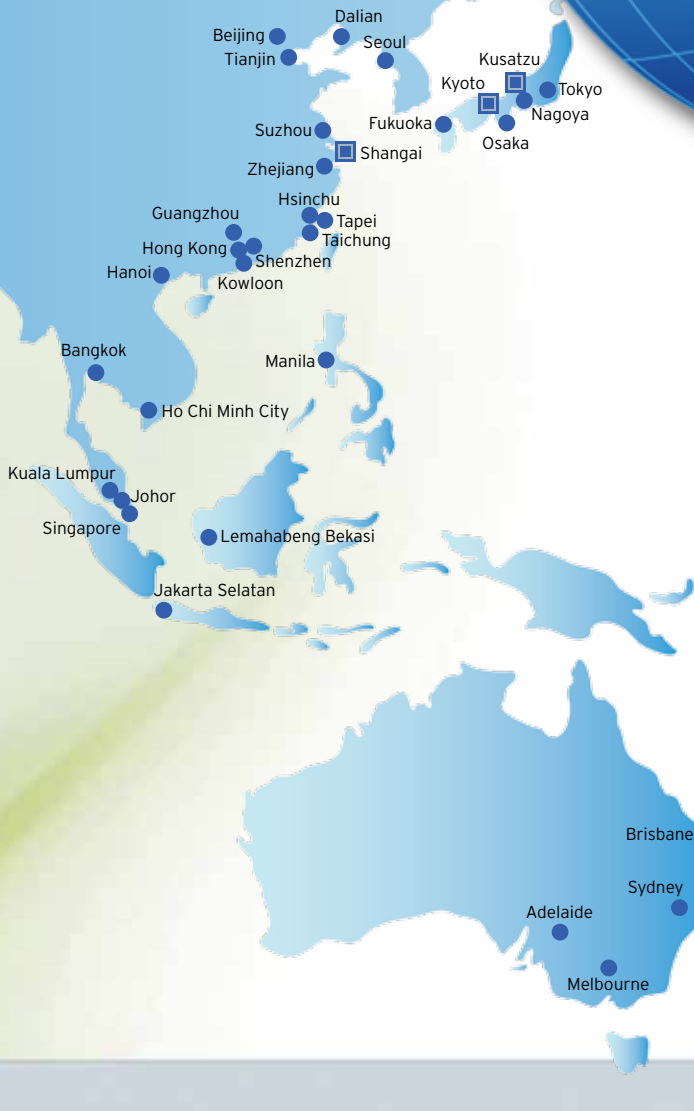 Dalian
Beijing
Seoul
Tianjin
Kusatzu
Kyoto
Tokyo
Nagoya
Fukuoka
Suzhou
Osaka
Shangai
Zhejiang
Hsinchu
Guangzhou
Tapei
Taichung
Hong Kong
Shenzhen
Hanoi
Kowloon
Bangkok
Manila
Ho Chi Minh City
Kuala Lumpur
Johor
Singapore
Lemahabeng Bekasi
Jakarta Selatan
Brisbane
Sydney
Adelaide
Melbourne